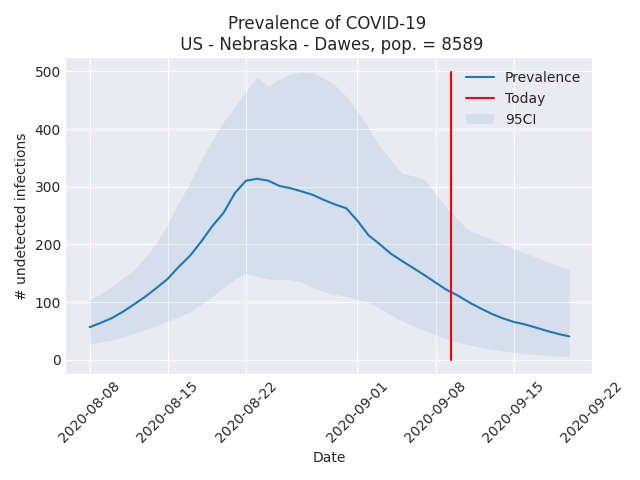 Prevalence of COVID-19
US - Nebraska - Dawes, pop. = 8589
500
400
300
200
100
0
# undetected infections
Prevalence
Today
95CI
2020-08-08
2020-08-15
2020-08-22
2020-09-01
2020-09-08
2020-09-15
2020-09-22
Date